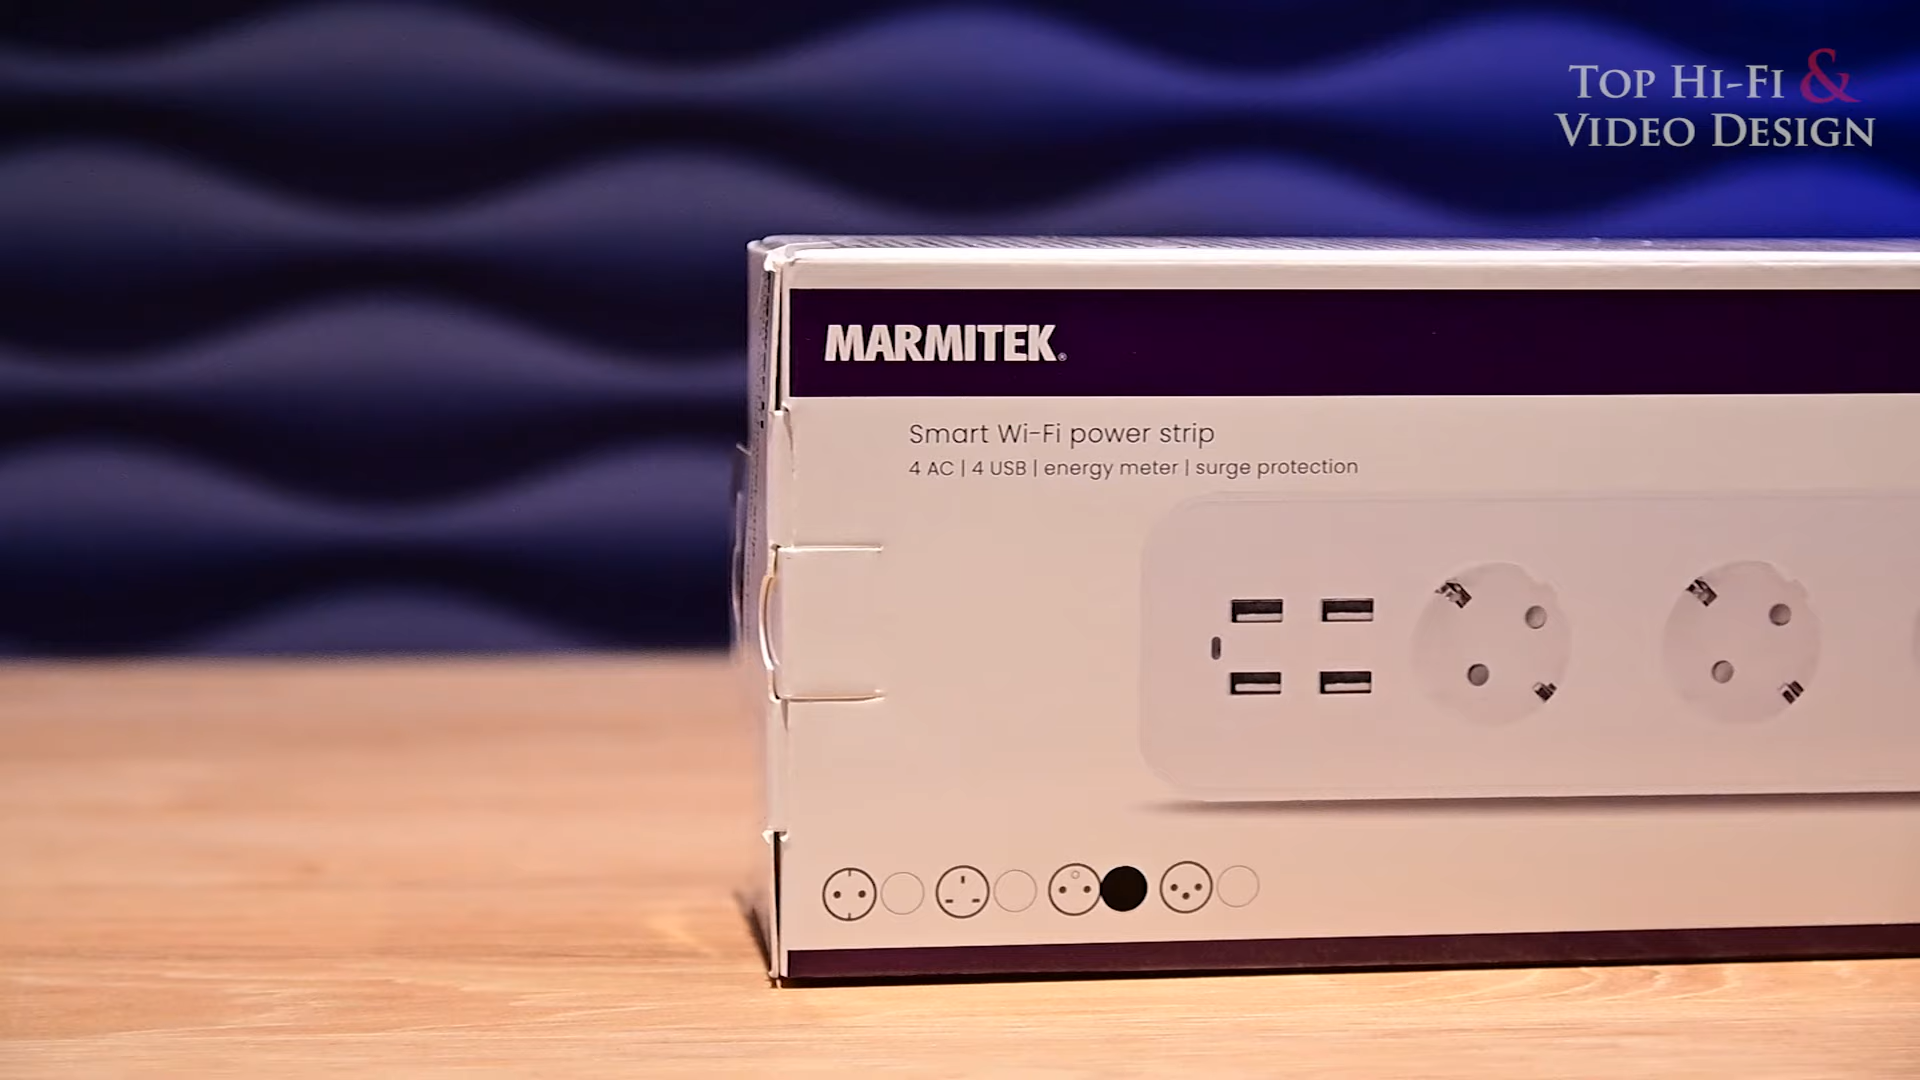 TOP HI-FI &
VIDEO DESIGN
MARMITEK®
Smart Wi-Fi power strip
4 AC | 4 USB | energy meter | surge protection